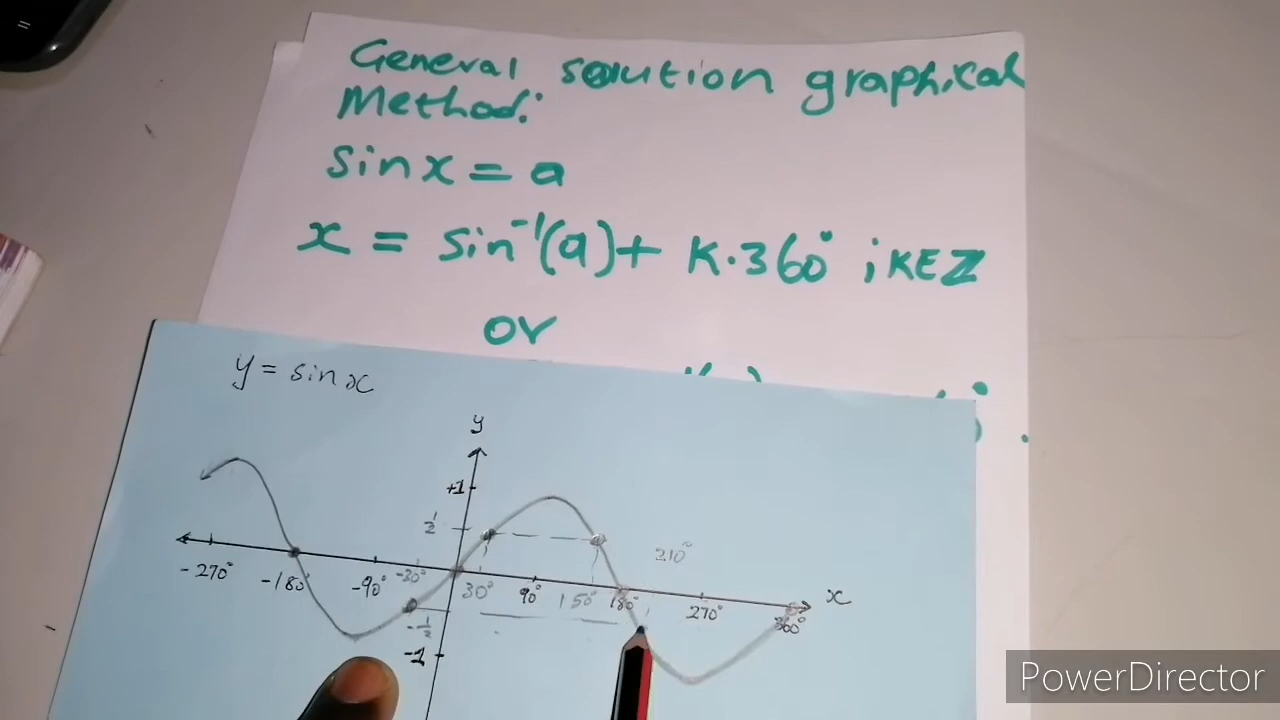 General solution graphical
Method:
sin x = a
x = sin⁻¹(a) + K·360° ; KEZ
or
y = sin x
y
+1
1/2
210°
-270° -180° -90° -30° 30° 90° 150° 180° 270° 360° x
-1/2
-1
PowerDirector